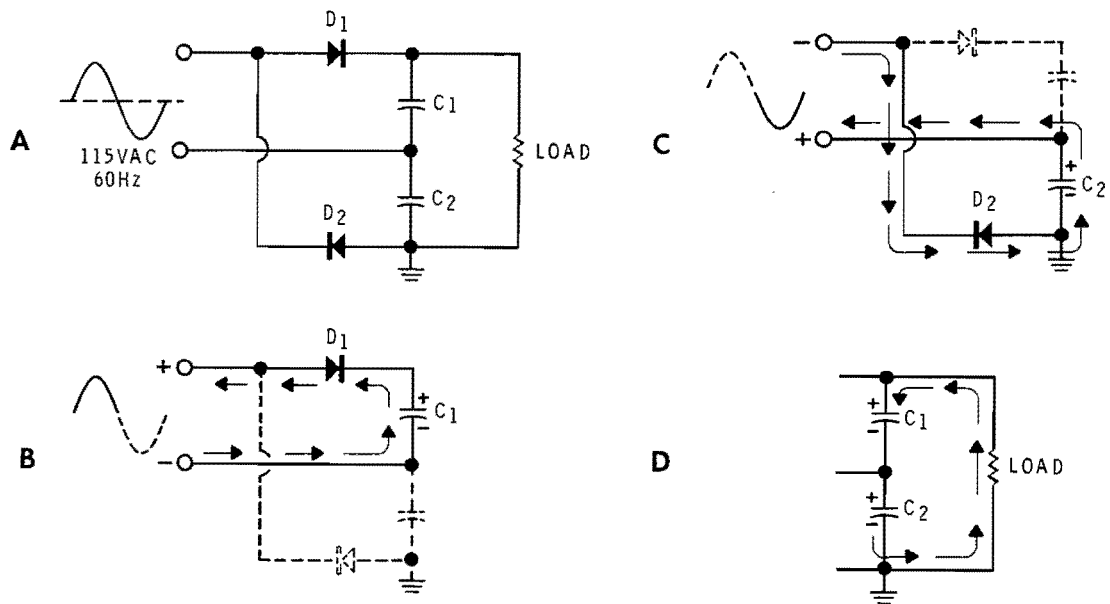 A
115VAC
60Hz
D1
C1
C2
D2
LOAD
B
+
-
D1
+
C1
-
C
-
+
+
C2
-
D2
D
+
C1
-
+
C2
-
LOAD